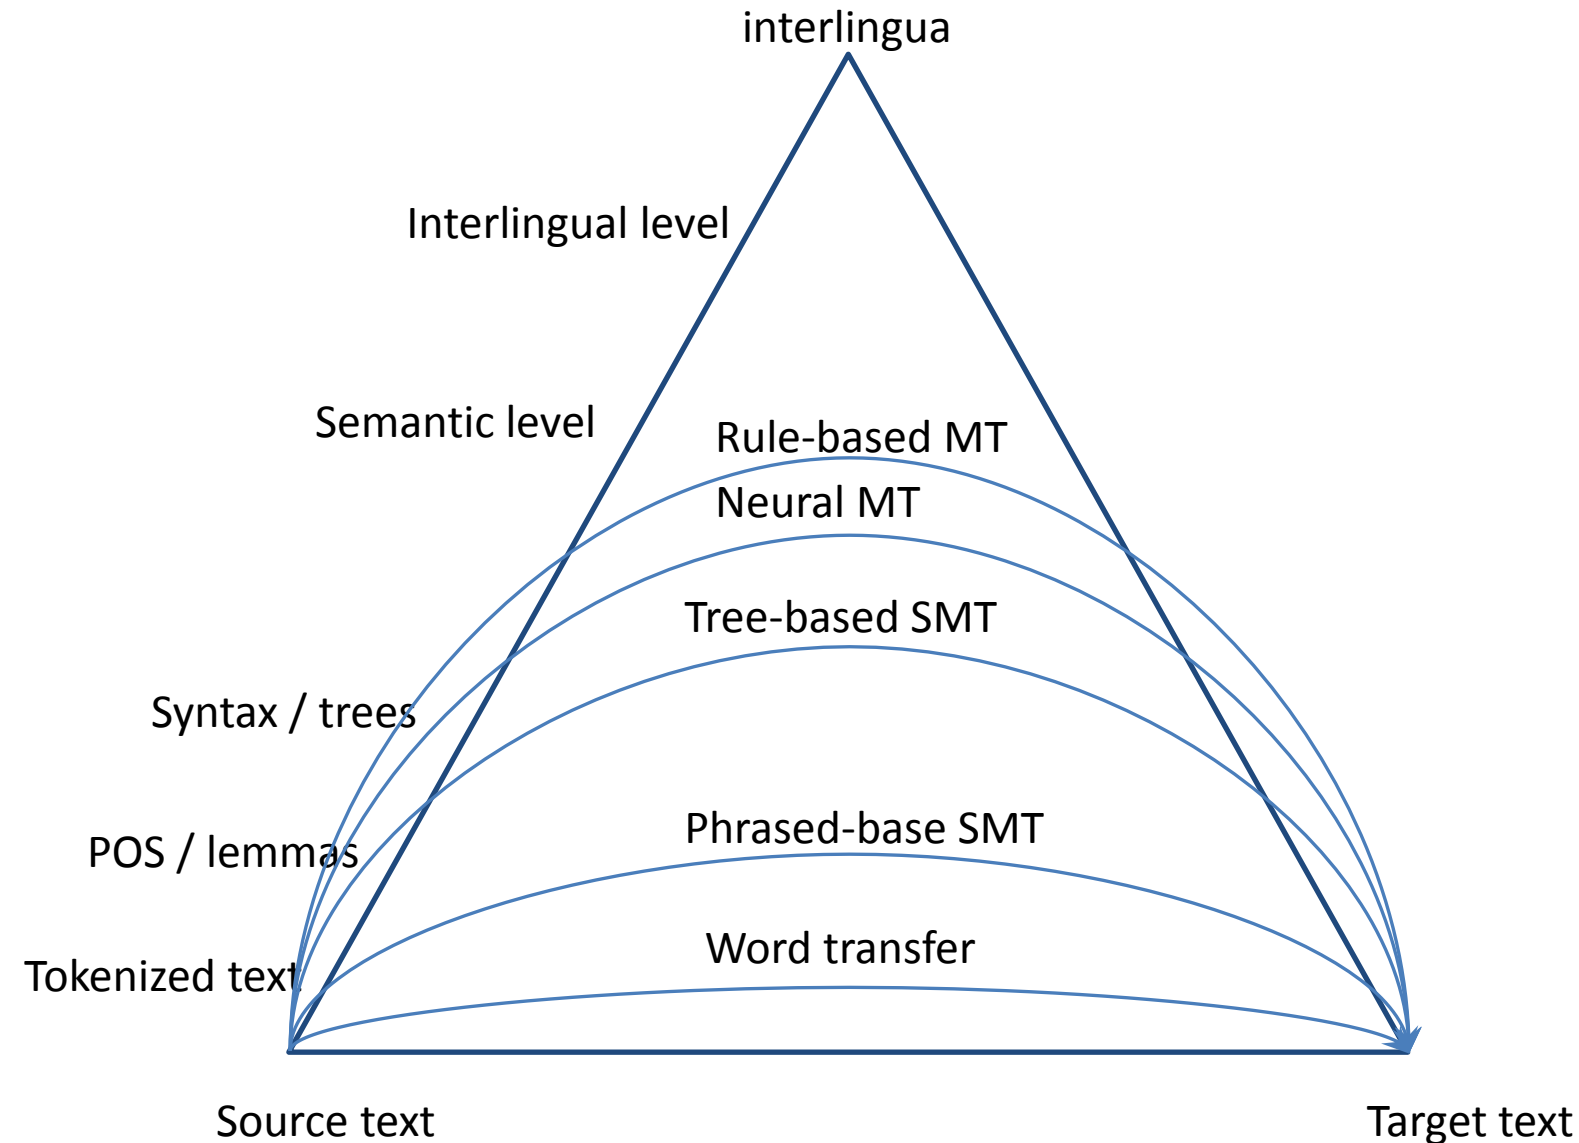 interlingua
Interlingual level
Semantic level
Rule-based MT
Neural MT
Tree-based SMT
Syntax / trees
Phrased-base SMT
POS / lemmas
Word transfer
Tokenized text
Source text
Target text